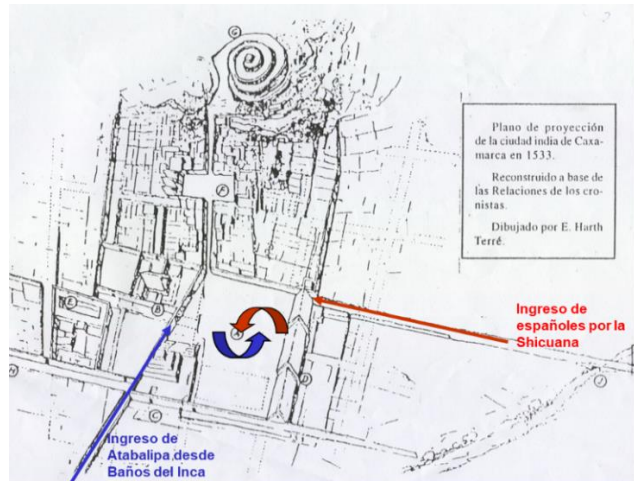 G
Plano de proyección
de la ciudad india de Caxa-
marca en 1533.
Reconstruido a base de
las Relaciones de los cro-
nistas.
Dibujado por E. Harth
Terré.
Ingreso de
españoles por la
Shicuana
Ingreso de
Atabalipa desde
Baños del Inca
A
B
C
D
E
H
J